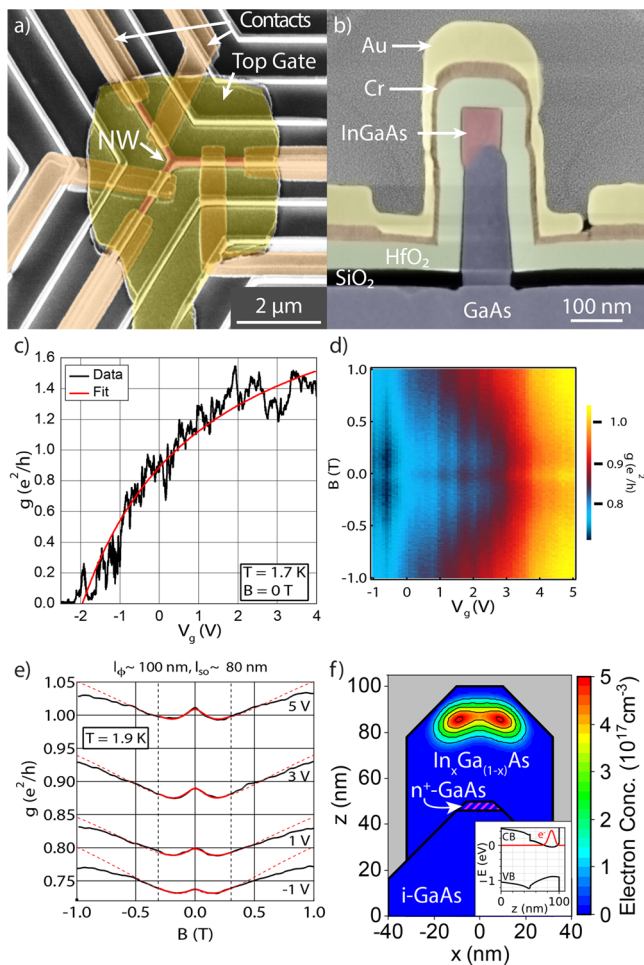 a)
Contacts
Top Gate
NW
2 μm
b)
Au
Cr
InGaAs
HfO₂
SiO₂
GaAs
100 nm
c)
1.6
1.4
1.2
1.0
0.8
0.6
0.4
0.2
0.0
g (e²/h)
Data
Fit
T = 1.7 K
B = 0 T
-2 -1 0 1 2 3 4
Vg (V)
d)
1.0
0.5
0.0
-0.5
-1.0
B (T)
-1 0 1 2 3 4 5
Vg (V)
1.0
0.9
0.8
g (e²/h)
e)
lϕ~ 100 nm, lso~ 80 nm
1.05
1.00
0.95
0.90
0.85
0.80
0.75
g (e²/h)
T = 1.9 K
5 V
3 V
1 V
-1 V
-1.0 -0.5 0.0 0.5 1.0
B (T)
f)
100
80
60
40
20
0
z (nm)
InxGa(1-x)As
n⁺-GaAs
i-GaAs
CB
e⁻
VB
0
-1
E (eV)
0 100
z (nm)
-40 -20 0 20 40
x (nm)
5
4
3
2
1
0
Electron Conc. (10¹⁷cm⁻³)